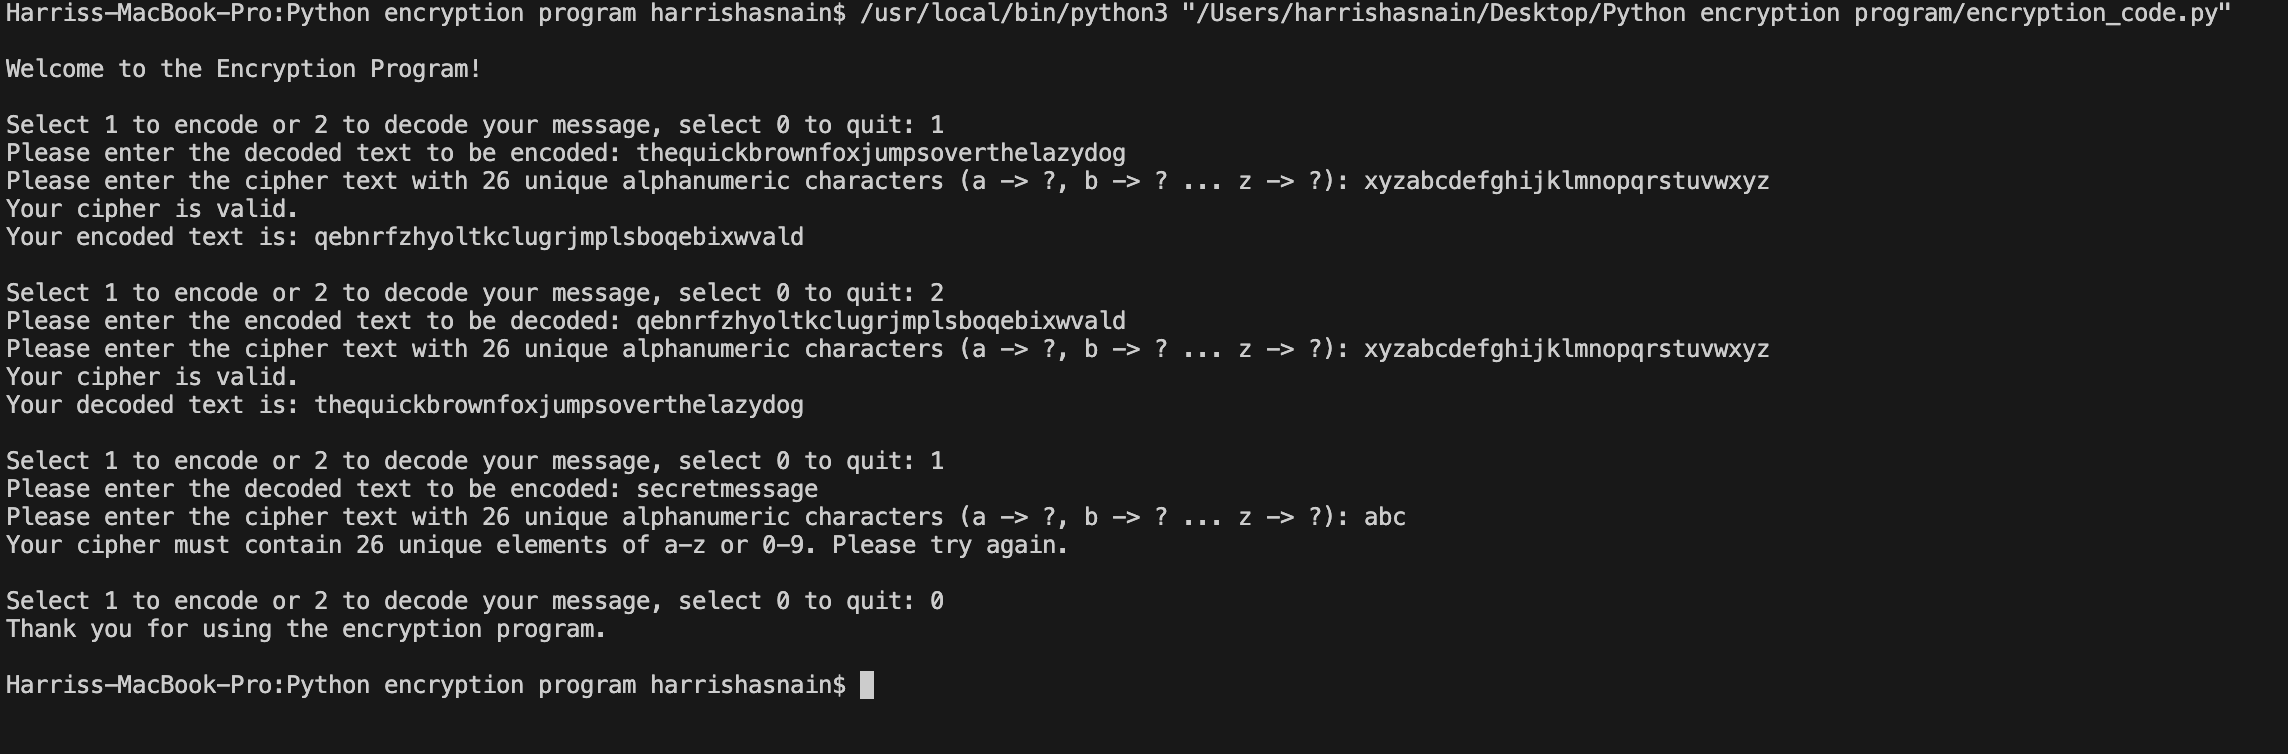 Harriss-MacBook-Pro:Python encryption program harrishasnain$ /usr/local/bin/python3 "/Users/harrishasnain/Desktop/Python encryption program/encryption_code.py"
Welcome to the Encryption Program!
Select 1 to encode or 2 to decode your message, select 0 to quit: 1
Please enter the decoded text to be encoded: thequickbrownfoxjumpsoverthelazydog
Please enter the cipher text with 26 unique alphanumeric characters (a -> ?, b -> ? ... z -> ?): xyzabcdefghijklmnopqrstuvwxyz
Your cipher is valid.
Your encoded text is: qebnrfzhyoltkclugrjmplsboqebixwvald
Select 1 to encode or 2 to decode your message, select 0 to quit: 2
Please enter the encoded text to be decoded: qebnrfzhyoltkclugrjmplsboqebixwvald
Please enter the cipher text with 26 unique alphanumeric characters (a -> ?, b -> ? ... z -> ?): xyzabcdefghijklmnopqrstuvwxyz
Your cipher is valid.
Your decoded text is: thequickbrownfoxjumpsoverthelazydog
Select 1 to encode or 2 to decode your message, select 0 to quit: 1
Please enter the decoded text to be encoded: secretmessage
Please enter the cipher text with 26 unique alphanumeric characters (a -> ?, b -> ? ... z -> ?): abc
Your cipher must contain 26 unique elements of a-z or 0-9. Please try again.
Select 1 to encode or 2 to decode your message, select 0 to quit: 0
Thank you for using the encryption program.
Harriss-MacBook-Pro:Python encryption program harrishasnain$